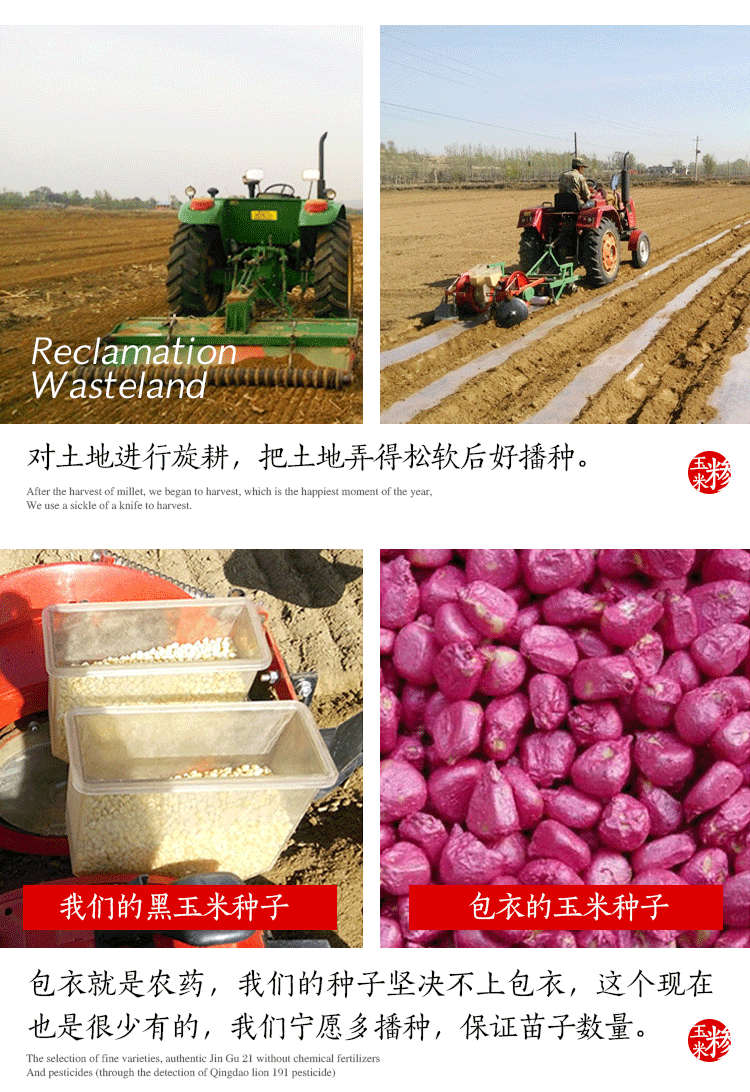 Reclamation
Wasteland
对土地进行旋耕，把土地弄得松软后好播种。
After the harvest of millet, we began to harvest, which is the happiest moment of the year,
We use a sickle of a knife to harvest.
我们的黑玉米种子
包衣的玉米种子
包衣就是农药，我们的种子坚决不上包衣，这个现在
也是很少有的，我们宁愿多播种，保证苗子数量。
The selection of fine varieties, authentic Jin Gu 21 without chemical fertilizers
And pesticides (through the detection of Qingdao lion 191 pesticide)